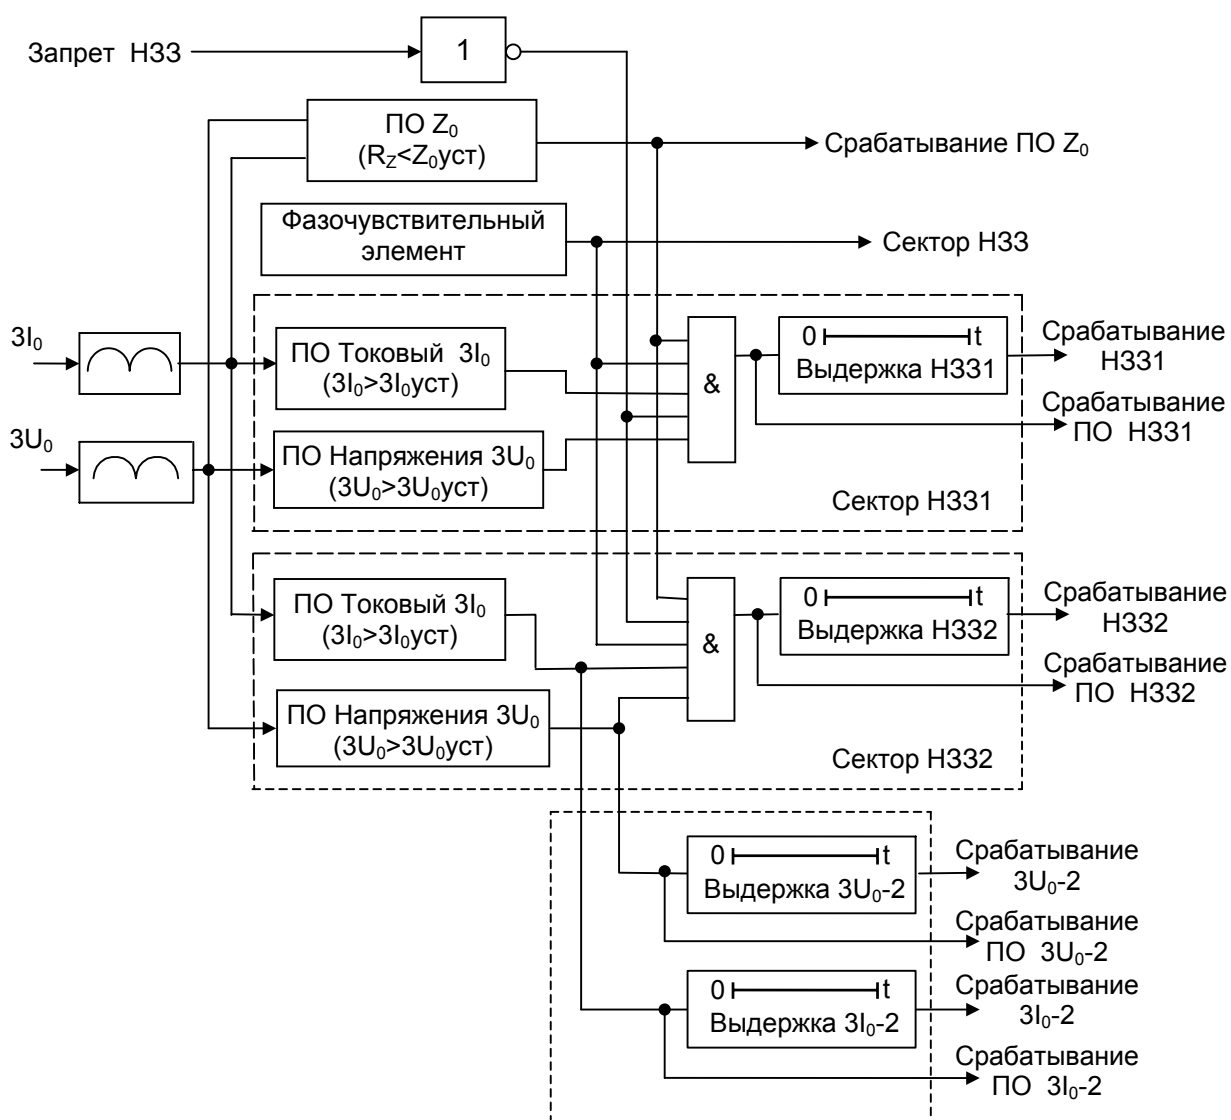 Запрет НЗЗ
1
ПО Z₀
(R_Z<Z₀уст)
Срабатывание ПО Z₀
Фазочувствительный
элемент
Сектор НЗЗ
3I₀
3U₀
ПО Токовый 3I₀
(3I₀>3I₀уст)
ПО Напряжения 3U₀
(3U₀>3U₀уст)
&
0 t
Выдержка НЗЗ1
Срабатывание
НЗЗ1
Срабатывание
ПО НЗЗ1
Сектор НЗЗ1
ПО Токовый 3I₀
(3I₀>3I₀уст)
ПО Напряжения 3U₀
(3U₀>3U₀уст)
&
0 t
Выдержка НЗЗ2
Срабатывание
НЗЗ2
Срабатывание
ПО НЗЗ2
Сектор НЗЗ2
0 t
Выдержка 3U₀-2
Срабатывание
3U₀-2
Срабатывание
ПО 3U₀-2
0 t
Выдержка 3I₀-2
Срабатывание
3I₀-2
Срабатывание
ПО 3I₀-2